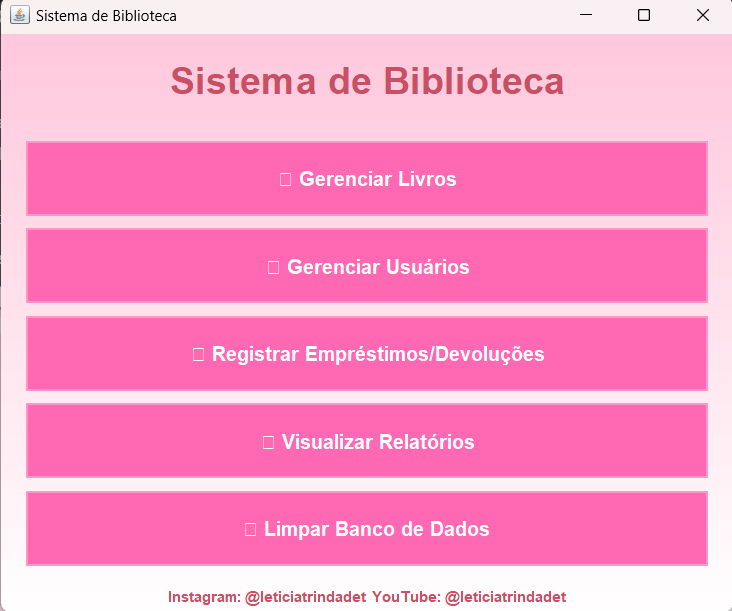 Sistema de Biblioteca
Sistema de Biblioteca
Gerenciar Livros
Gerenciar Usuários
Registrar Empréstimos/Devoluções
Visualizar Relatórios
Limpar Banco de Dados
Instagram: @leticiatrindadet YouTube: @leticiatrindadet